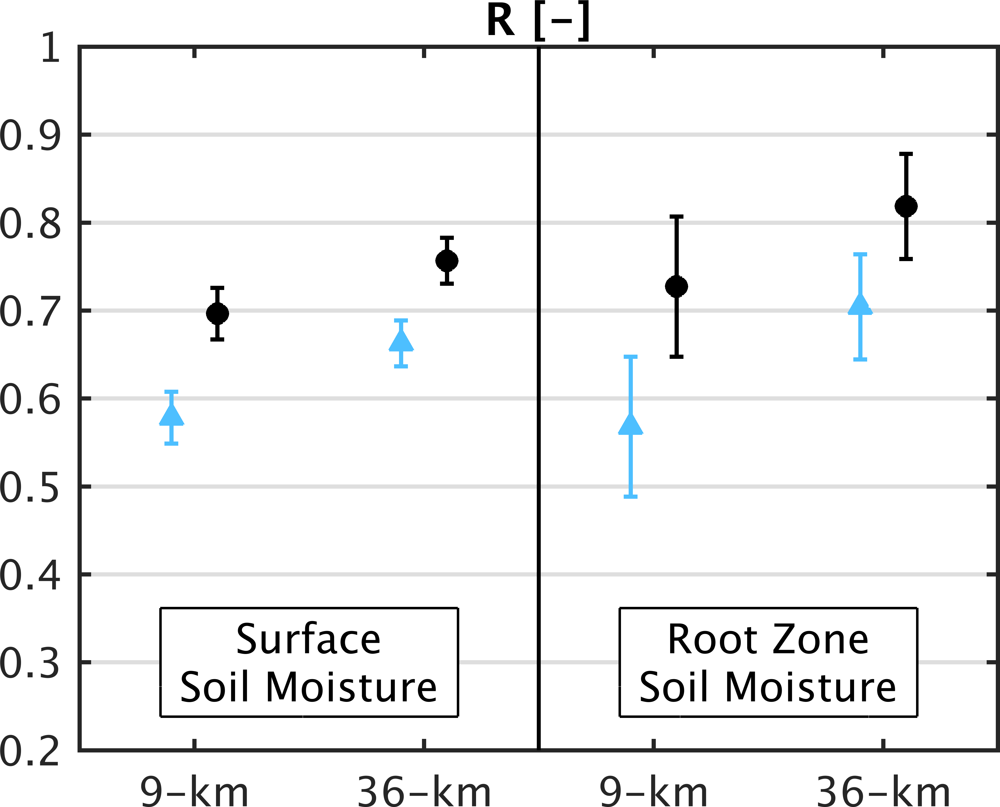 R [–]
1
0.9
0.8
0.7
0.6
0.5
0.4
0.3
0.2
Surface
Soil Moisture
Root Zone
Soil Moisture
9–km 36–km 9–km 36–km